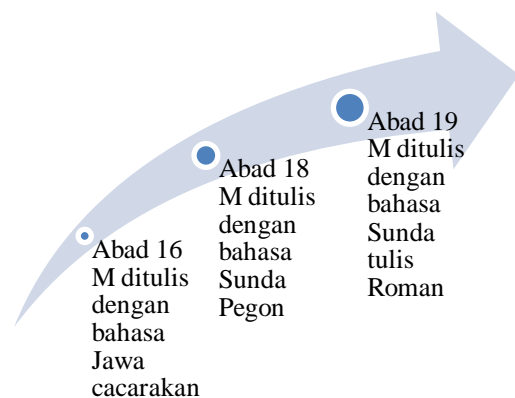 Abad 16
M ditulis
dengan
bahasa
Jawa
cacarakan
Abad 18
M ditulis
dengan
bahasa
Sunda
Pegon
Abad 19
M ditulis
dengan
bahasa
Sunda
tulis
Roman